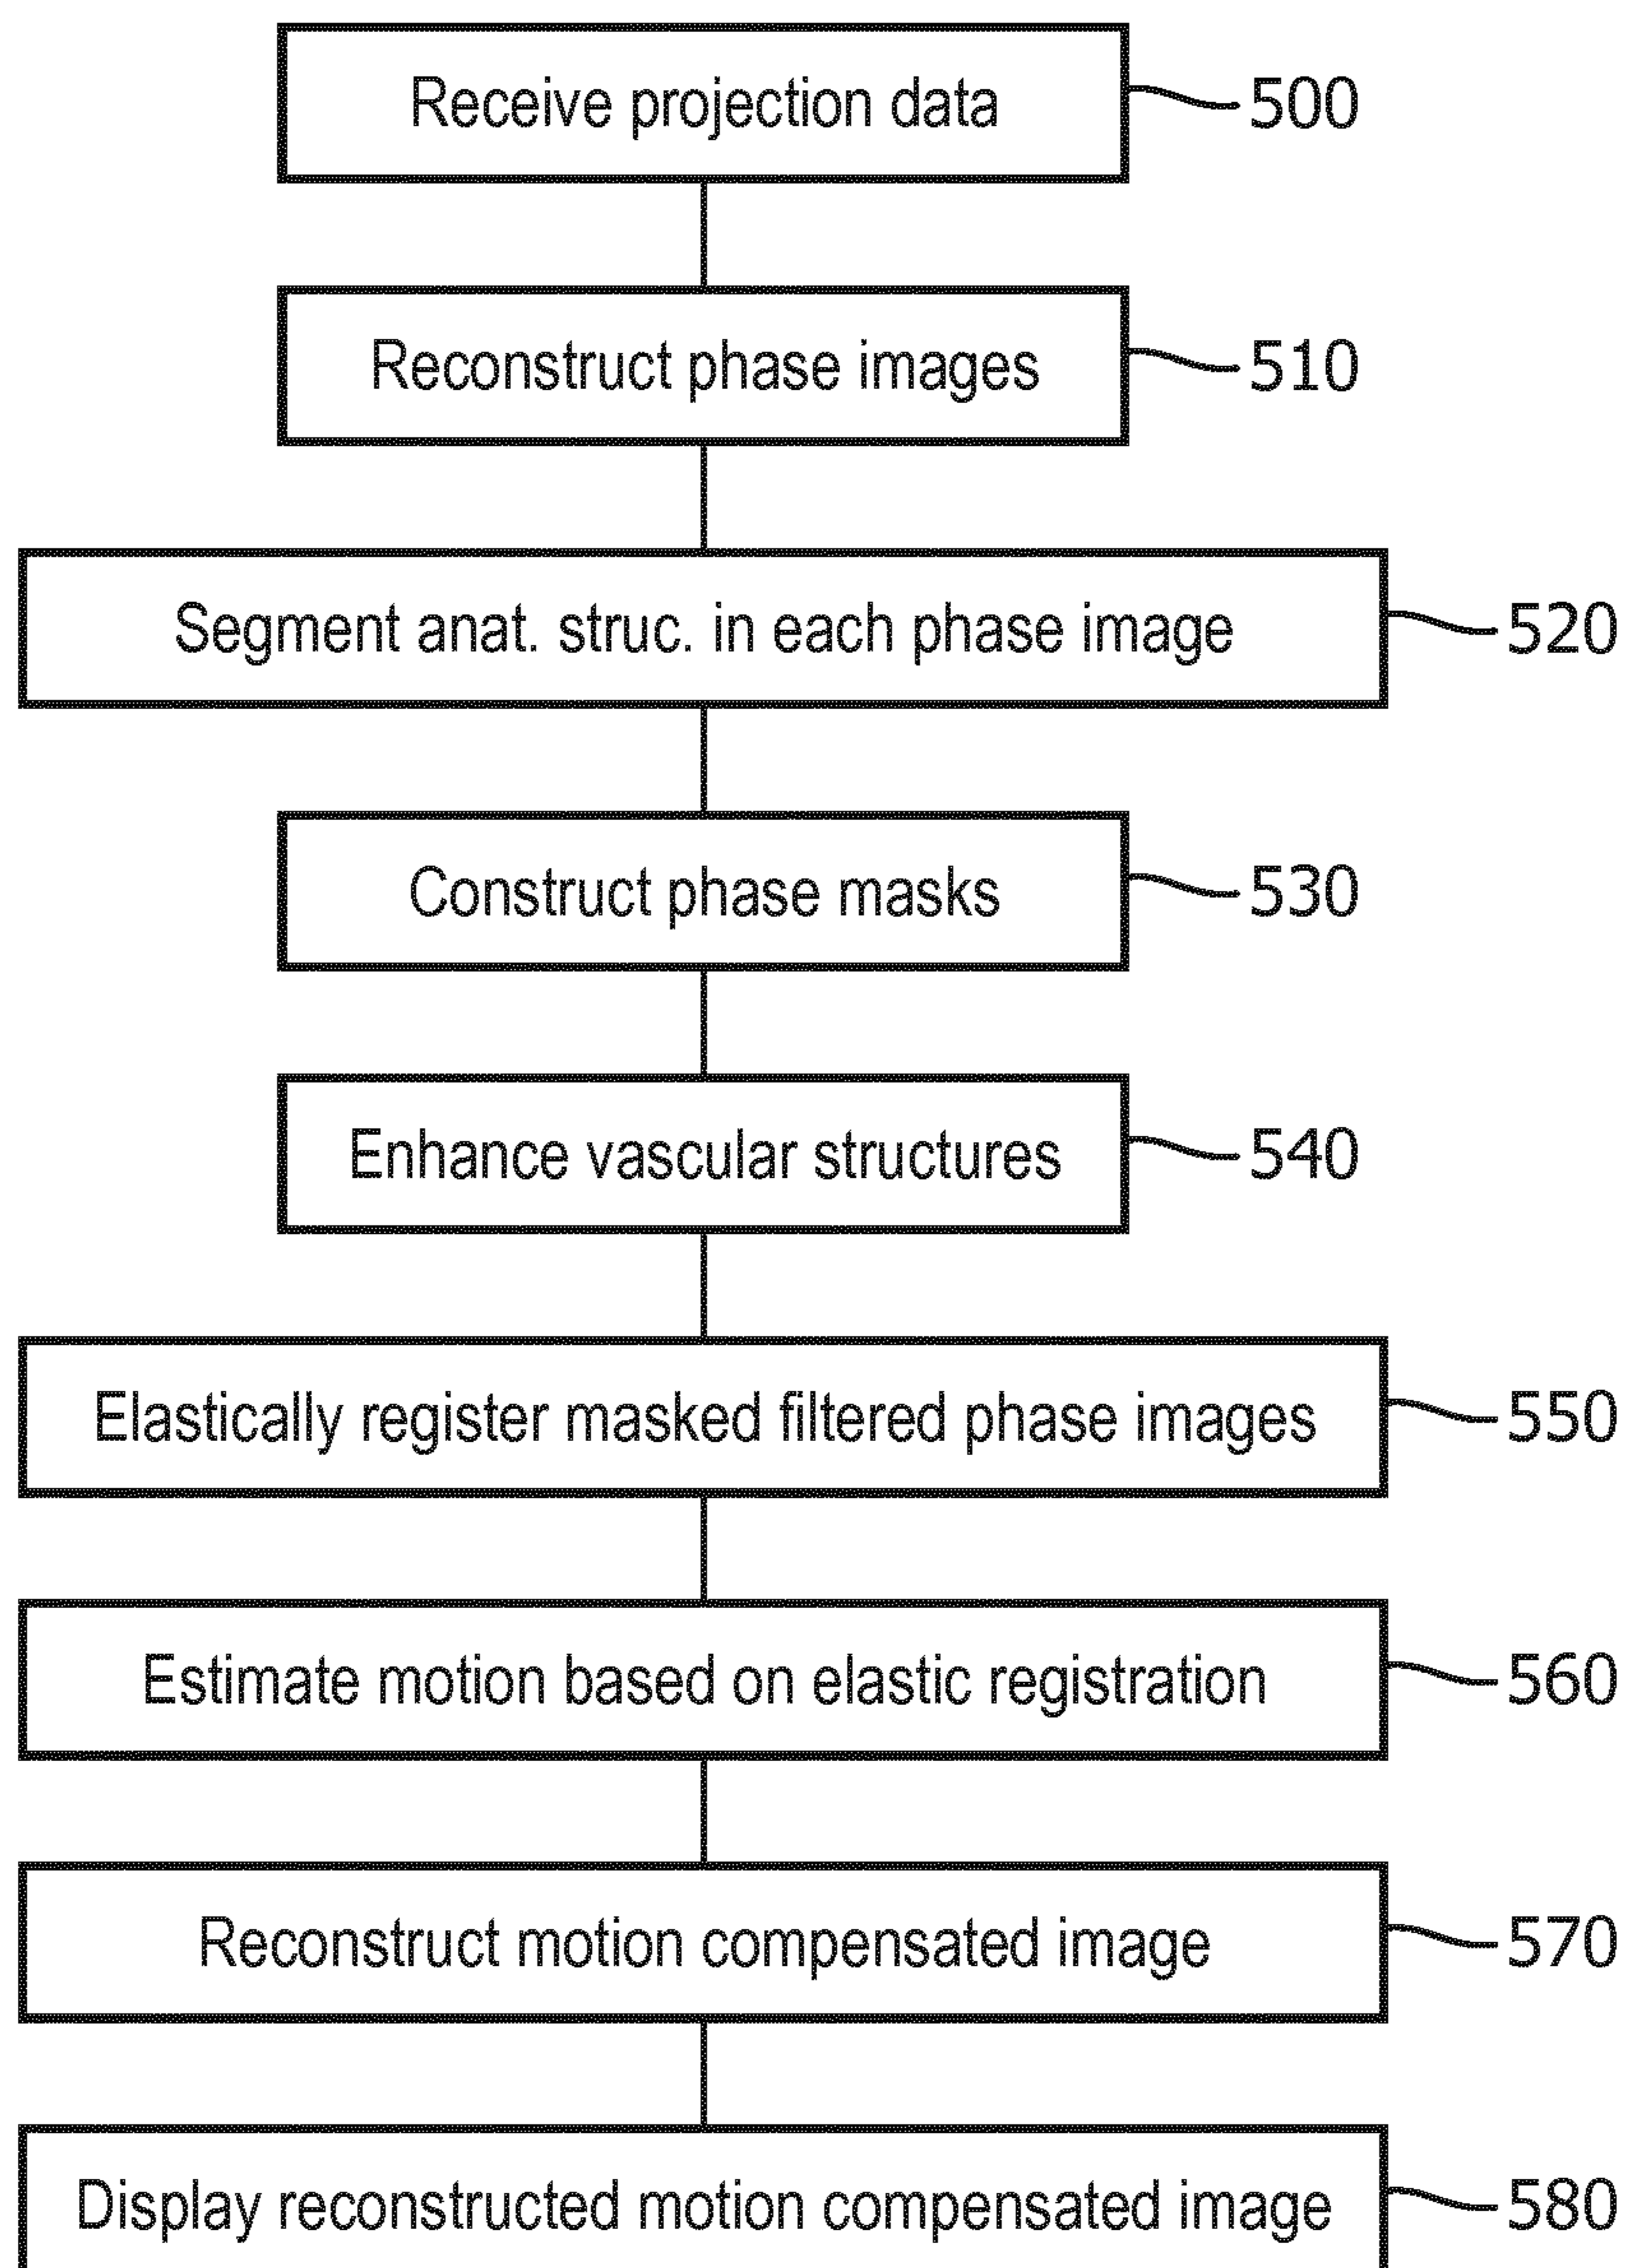 Receive projection data 500
Reconstruct phase images 510
Segment anat. struc. in each phase image 520
Construct phase masks 530
Enhance vascular structures 540
Elastically register masked filtered phase images 550
Estimate motion based on elastic registration 560
Reconstruct motion compensated image 570
Display reconstructed motion compensated image 580